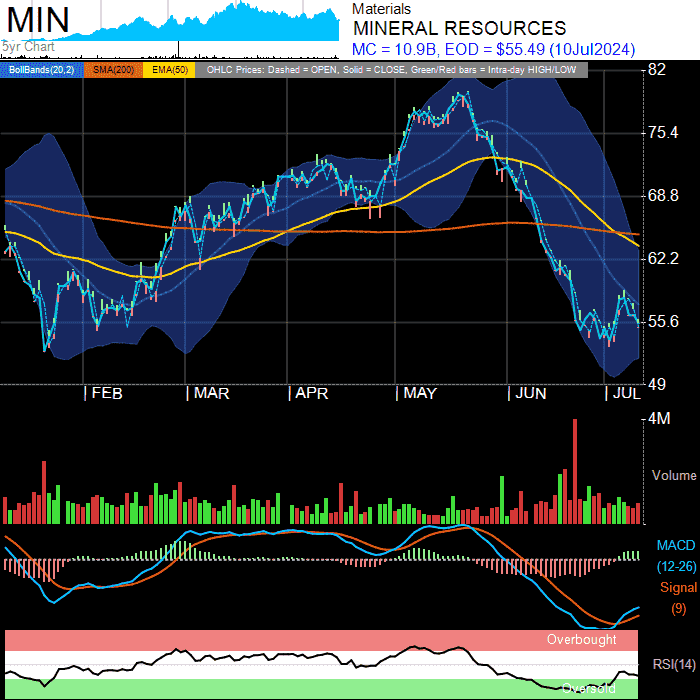 MIN
5yr Chart
Materials
MINERAL RESOURCES
MC = 10.9B, EOD = $55.49 (10Jul2024)
BollBands(20,2) SMA(200) EMA(50) OHLC Prices: Dashed = OPEN, Solid = CLOSE, Green/Red bars = Intra-day HIGH/LOW
82
75.4
68.8
62.2
55.6
49
| FEB | MAR | APR | MAY | JUN | JUL
4M
Volume
MACD
(12-26)
Signal
(9)
Overbought
RSI(14)
Oversold